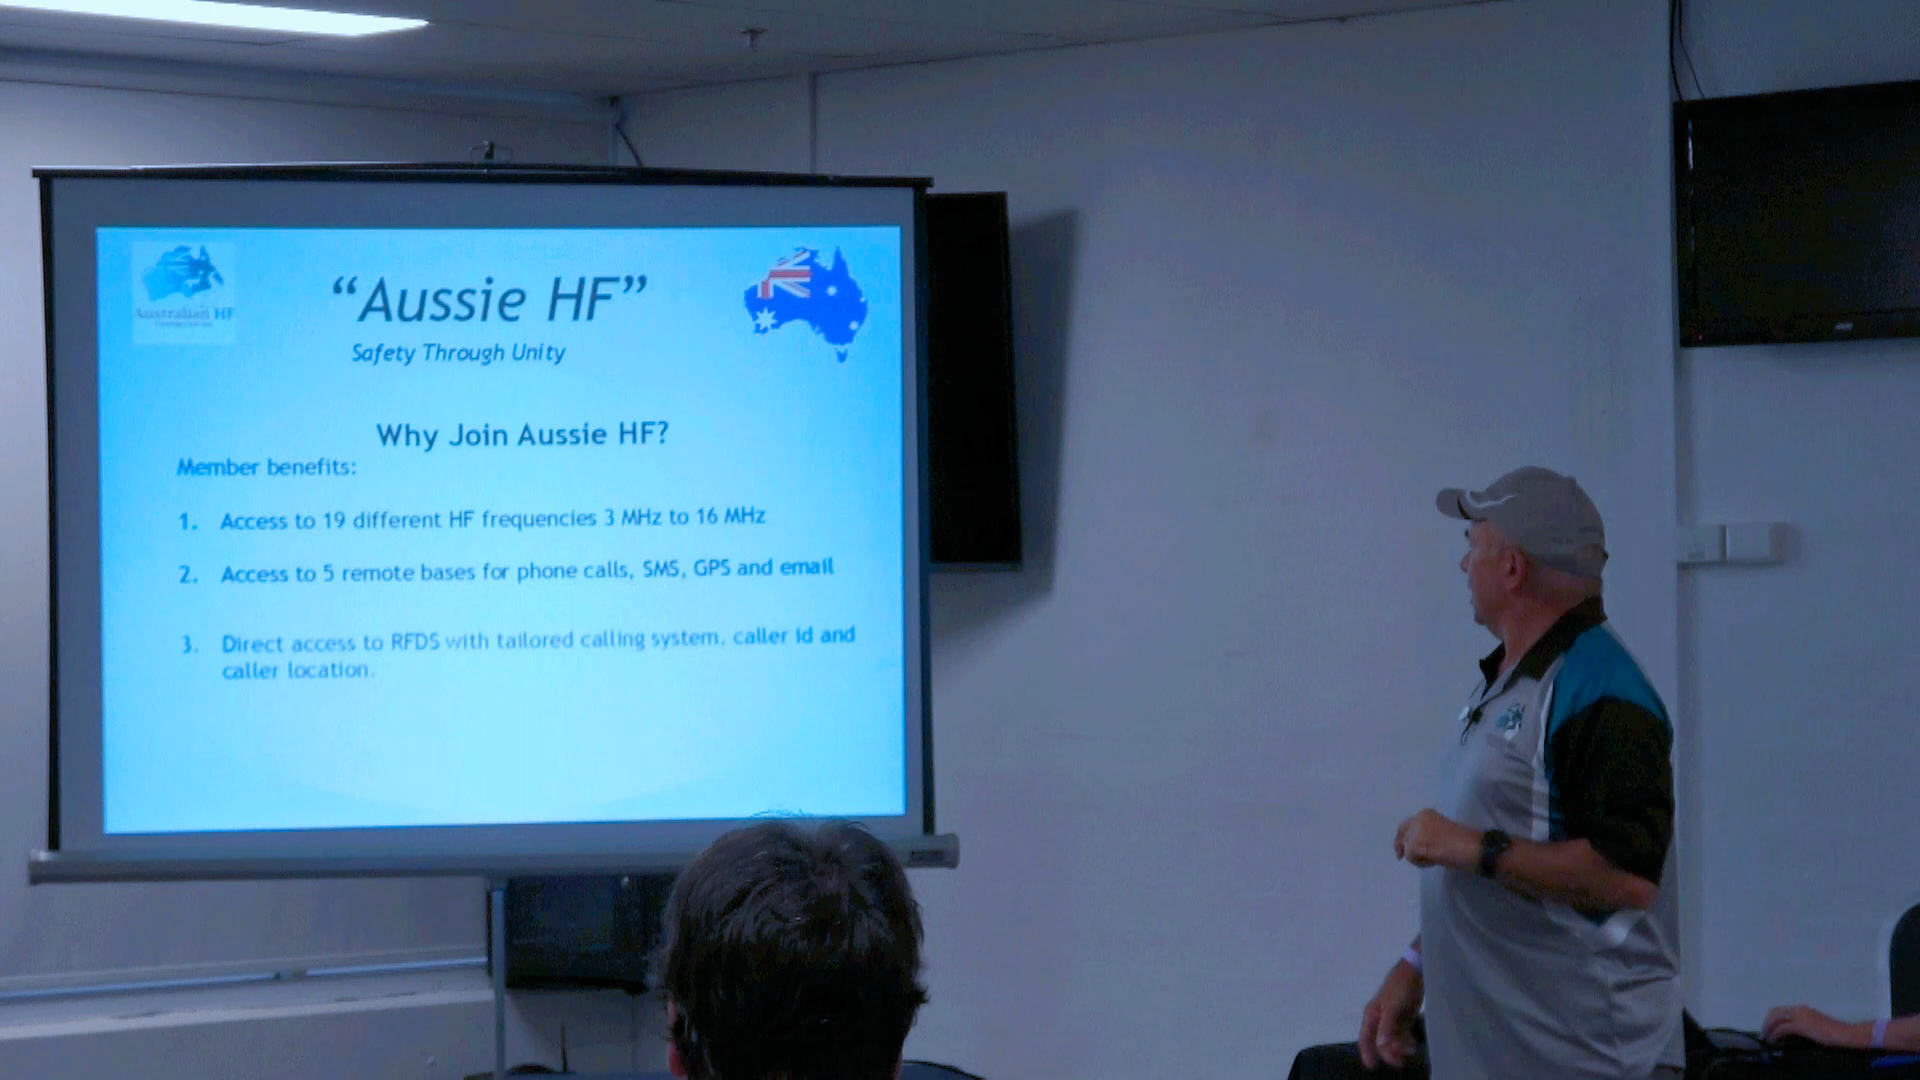 Australian HF
“Aussie HF”
Safety Through Unity
Why Join Aussie HF?
Member benefits:
1. Access to 19 different HF frequencies 3 MHz to 16 MHz
2. Access to 5 remote bases for phone calls, SMS, GPS and email
3. Direct access to RFDS with tailored calling system, caller id and
caller location.